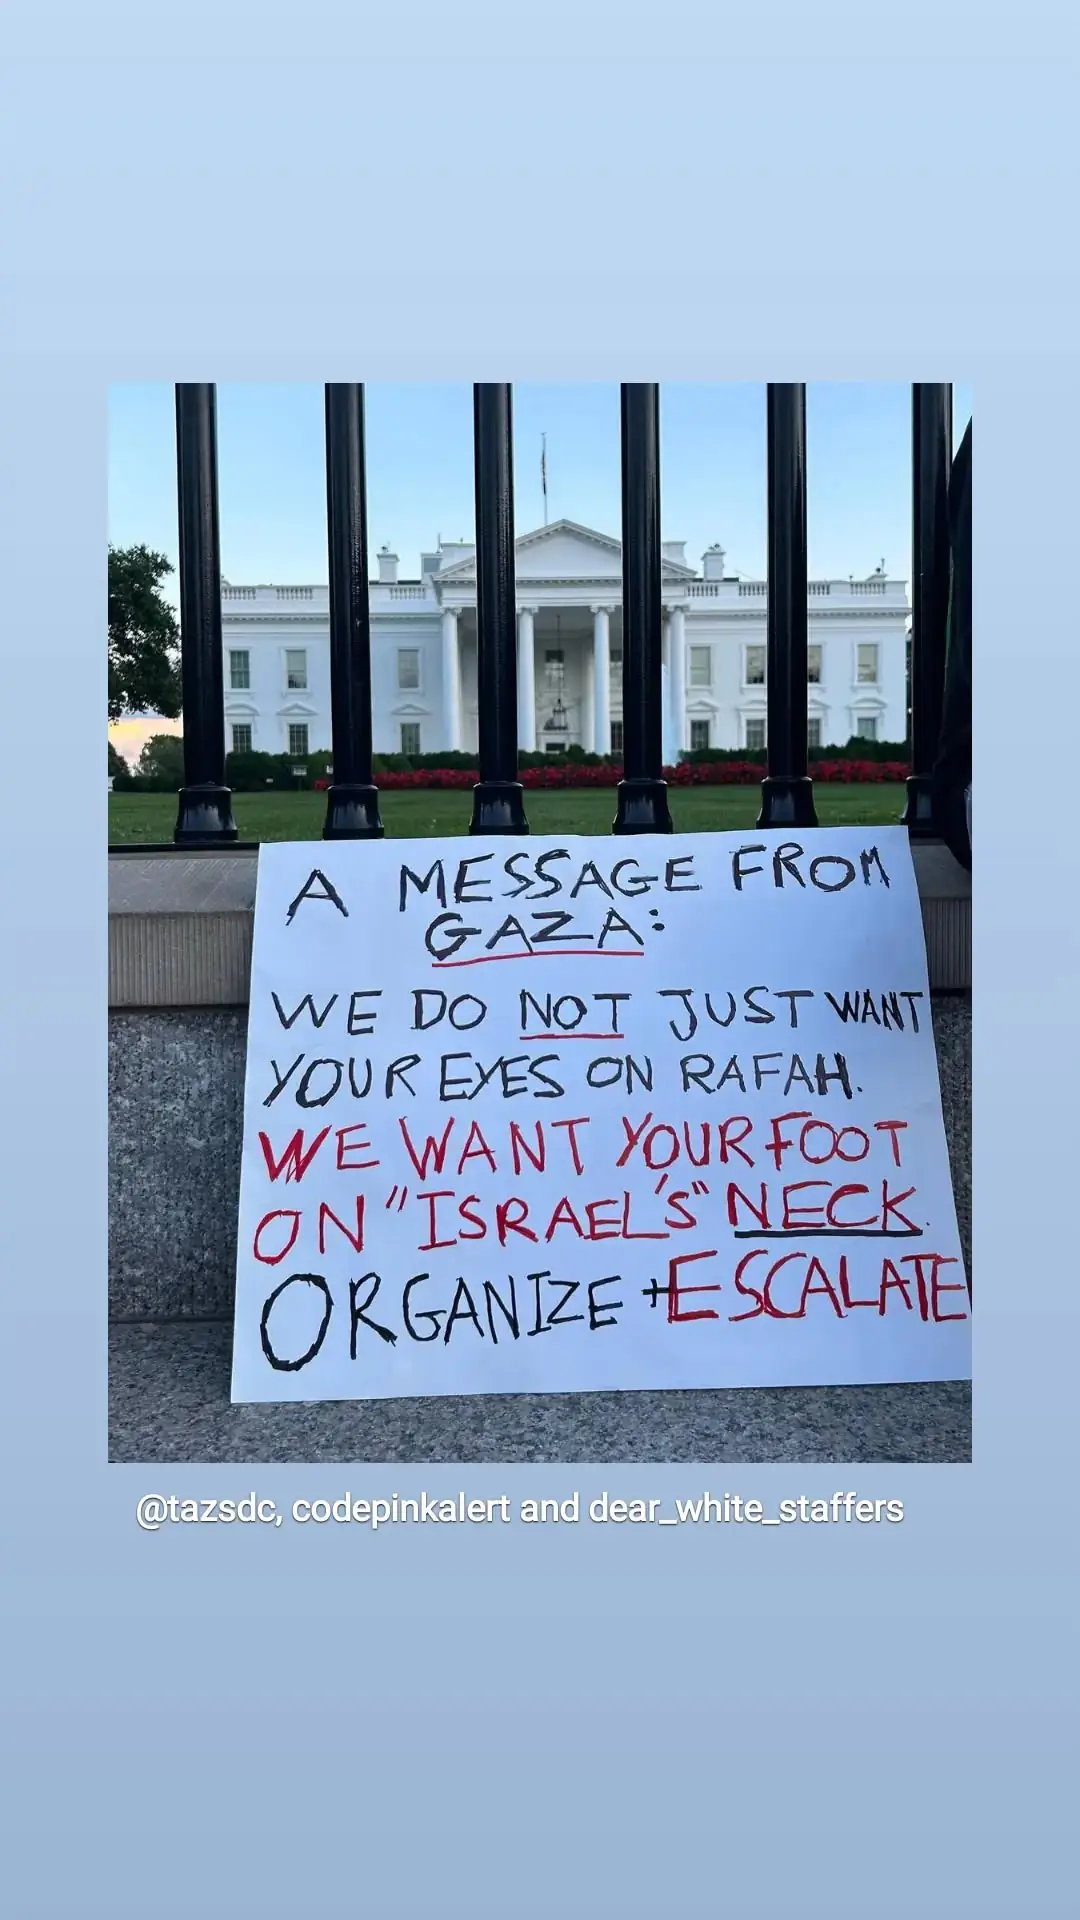 A MESSAGE FROM
GAZA:
WE DO NOT JUST WANT
YOUR EYES ON RAFAH.
WE WANT YOUR FOOT
ON "ISRAEL'S" NECK.
ORGANIZE + ESCALATE
@tazsdc, codepinkalert and dear_white_staffers